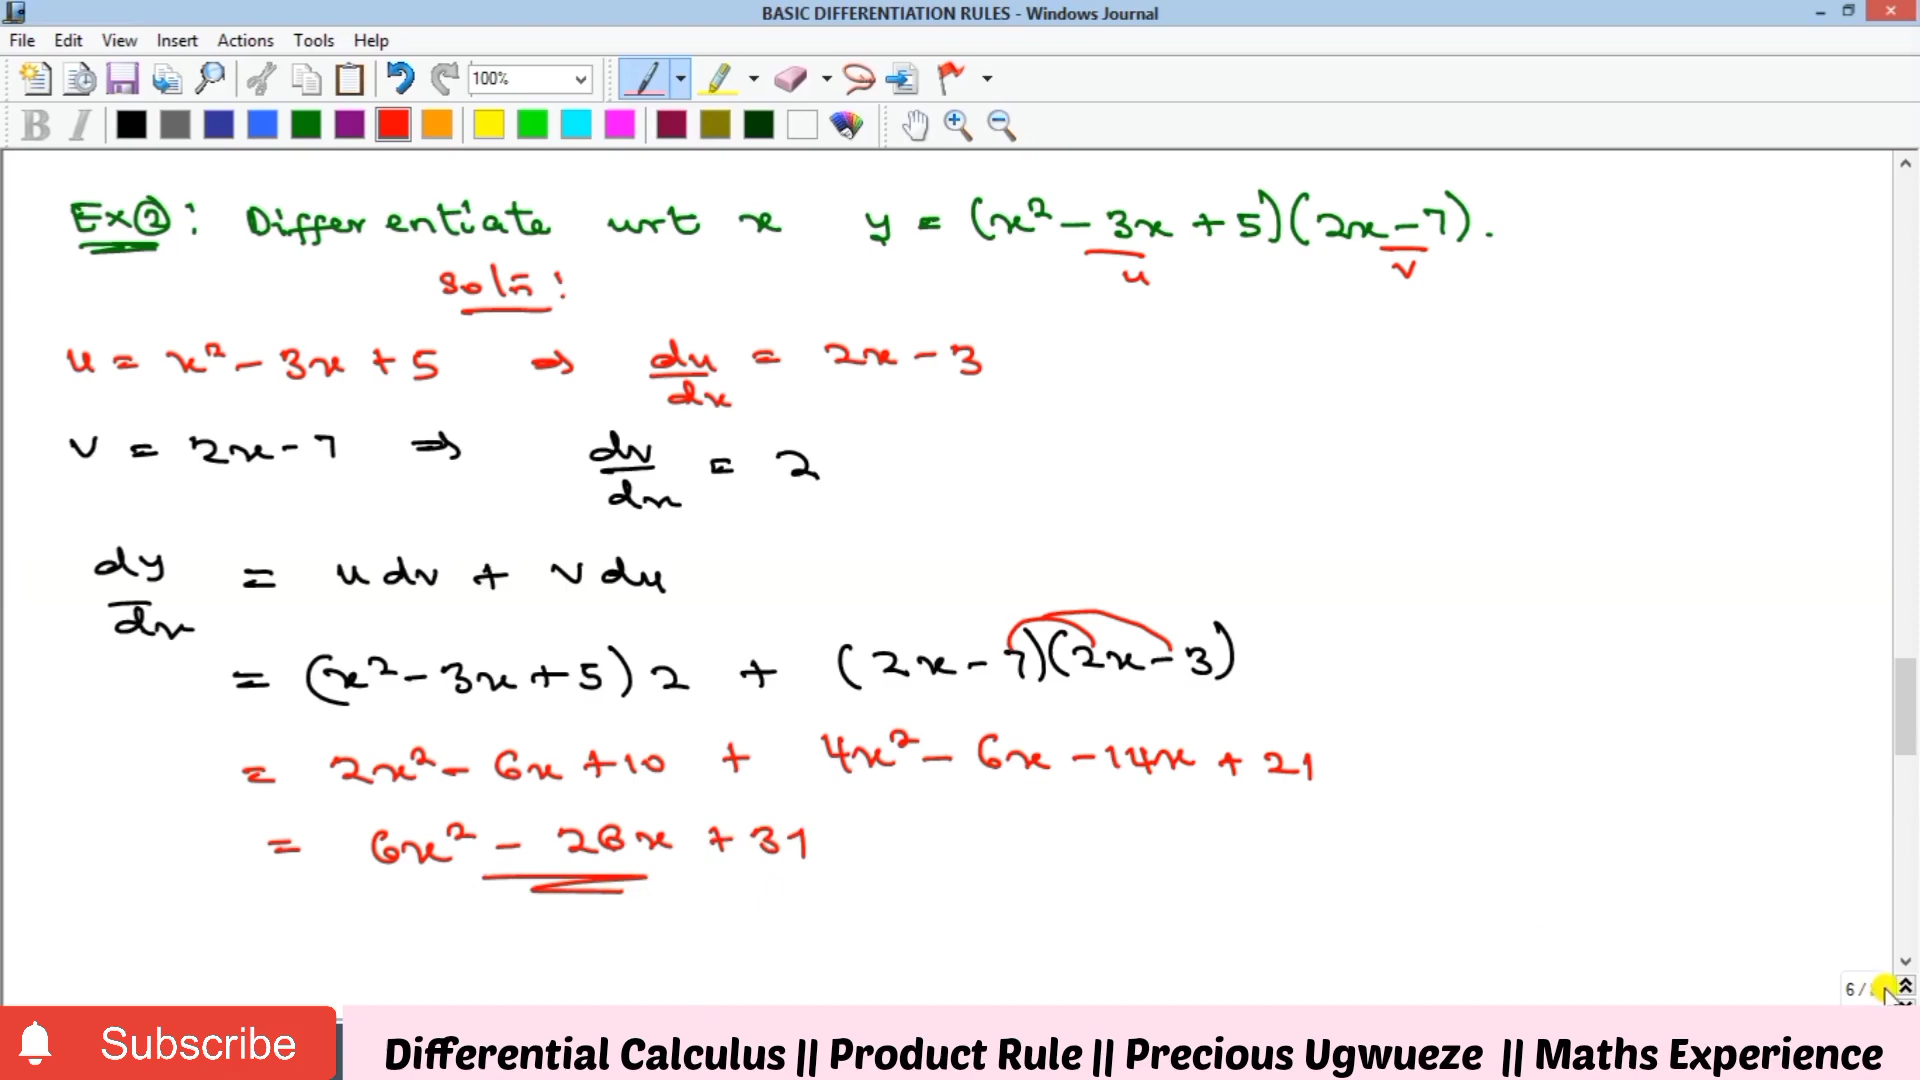 BASIC DIFFERENTIATION RULES - Windows Journal
File Edit View Insert Actions Tools Help
100%
B I
Ex②: Differentiate wrt x y = (x² - 3x + 5)(2x - 7).
u v
soln:
u = x² - 3x + 5 ⇒ du/dx = 2x - 3
v = 2x - 7 ⇒ dv/dx = 2
dy/dx = u dv + v du
= (x² - 3x + 5) 2 + (2x - 7)(2x - 3)
= 2x² - 6x + 10 + 4x² - 6x - 14x + 21
= 6x² - 26x + 31
6 /
Subscribe
Differential Calculus || Product Rule || Precious Ugwueze || Maths Experience